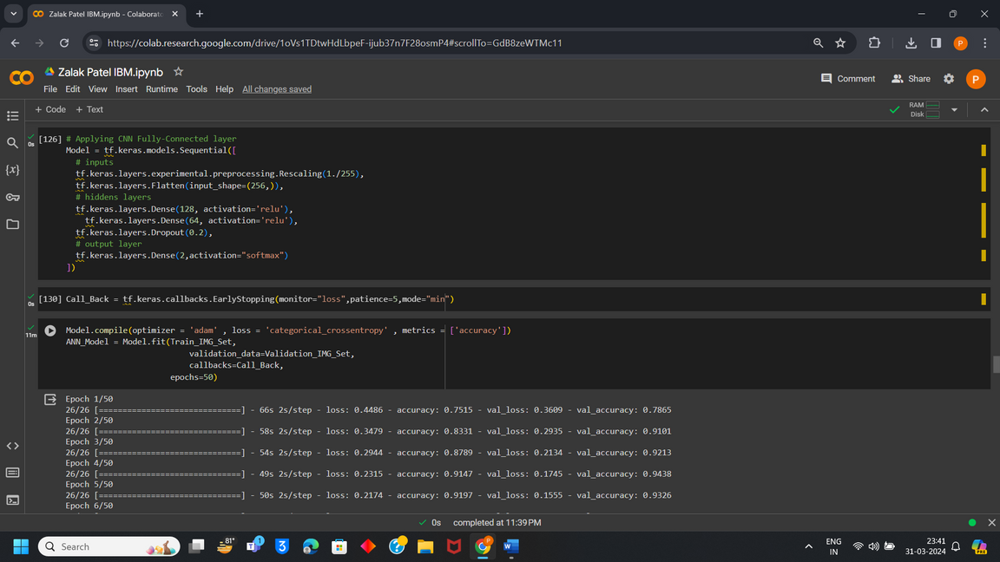 Zalak Patel IBM.ipynb - Colaborato
https://colab.research.google.com/drive/1oVs1TDtwHdLbpeF-ijub37n7F28osmP4#scrollTo=GdB8zeWTMc11
P
Zalak Patel IBM.ipynb
File Edit View Insert Runtime Tools Help All changes saved
Comment Share P
+ Code + Text
RAM
Disk
[126] # Applying CNN Fully-Connected layer
0s
Model = tf.keras.models.Sequential([
# inputs
tf.keras.layers.experimental.preprocessing.Rescaling(1./255),
tf.keras.layers.Flatten(input_shape=(256,)),
# hiddens layers
tf.keras.layers.Dense(128, activation='relu'),
tf.keras.layers.Dense(64, activation='relu'),
tf.keras.layers.Dropout(0.2),
# output layer
tf.keras.layers.Dense(2,activation="softmax")
])
[130] Call_Back = tf.keras.callbacks.EarlyStopping(monitor="loss",patience=5,mode="min")
0s
Model.compile(optimizer = 'adam' , loss = 'categorical_crossentropy' , metrics = ['accuracy'])
11m
ANN_Model = Model.fit(Train_IMG_Set,
validation_data=Validation_IMG_Set,
callbacks=Call_Back,
epochs=50)
Epoch 1/50
26/26 [==============================] - 66s 2s/step - loss: 0.4486 - accuracy: 0.7515 - val_loss: 0.3609 - val_accuracy: 0.7865
Epoch 2/50
26/26 [==============================] - 58s 2s/step - loss: 0.3479 - accuracy: 0.8331 - val_loss: 0.2935 - val_accuracy: 0.9101
Epoch 3/50
26/26 [==============================] - 54s 2s/step - loss: 0.2944 - accuracy: 0.8789 - val_loss: 0.2134 - val_accuracy: 0.9213
Epoch 4/50
26/26 [==============================] - 49s 2s/step - loss: 0.2315 - accuracy: 0.9147 - val_loss: 0.1745 - val_accuracy: 0.9438
Epoch 5/50
26/26 [==============================] - 50s 2s/step - loss: 0.2174 - accuracy: 0.9197 - val_loss: 0.1555 - val_accuracy: 0.9326
Epoch 6/50
0s completed at 11:39 PM
Search
81°
1
ENG
IN
23:41
31-03-2024
PRE